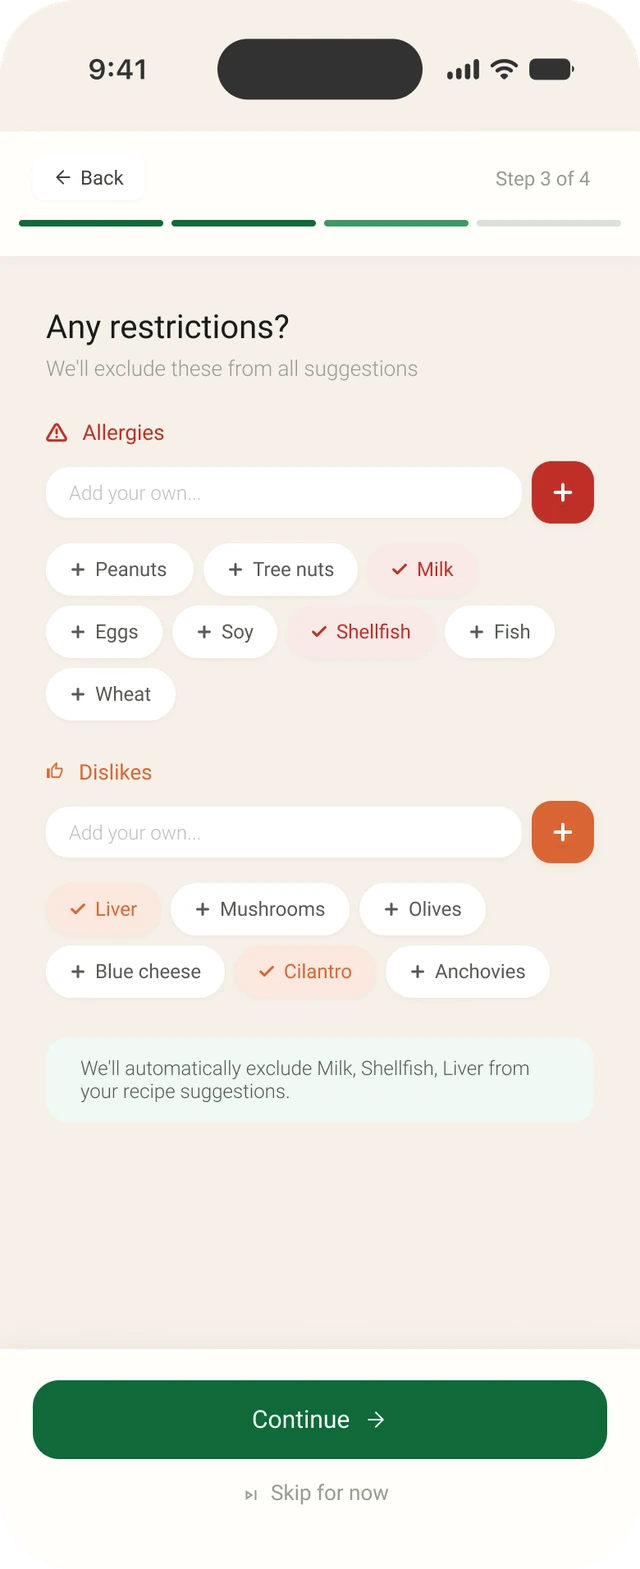 9:41
Back
Step 3 of 4
Any restrictions?
We'll exclude these from all suggestions
Allergies
Add your own...
Peanuts
Tree nuts
Milk
Eggs
Soy
Shellfish
Fish
Wheat
Dislikes
Add your own...
Liver
Mushrooms
Olives
Blue cheese
Cilantro
Anchovies
We'll automatically exclude Milk, Shellfish, Liver from
your recipe suggestions.
Continue
Skip for now